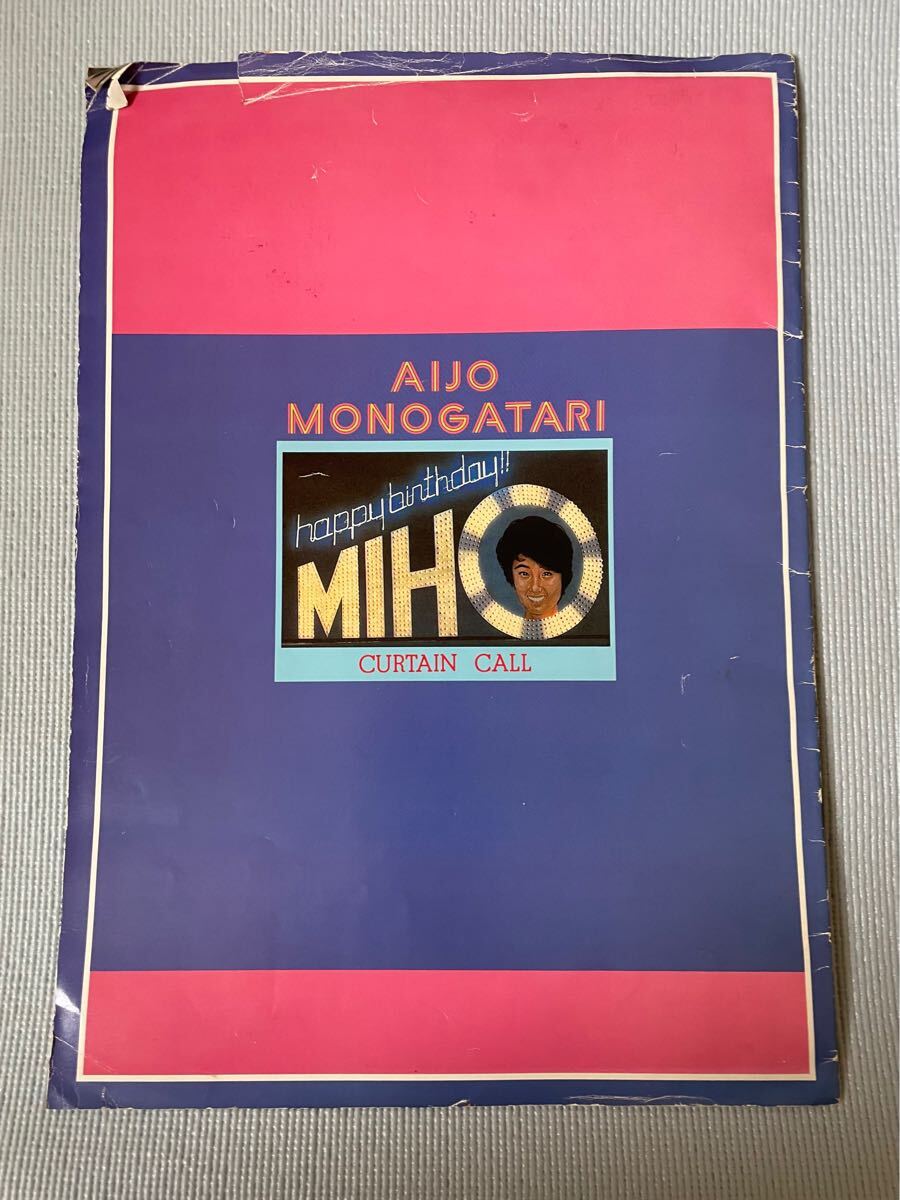 AIJO
MONOGATARI
happy birthday!!
MIHO
CURTAIN CALL